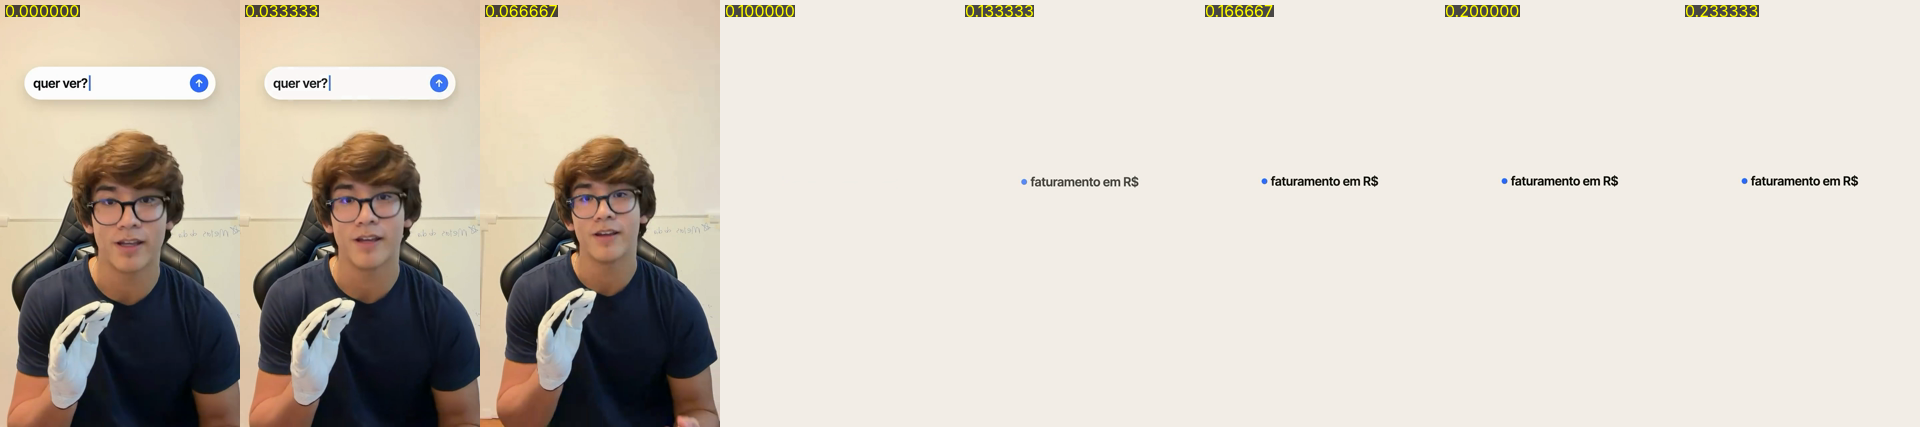 0.000000
0.033333
0.066667
0.100000
0.133333
0.166667
0.200000
0.233333
quer ver?
quer ver?
faturamento em R$
faturamento em R$
faturamento em R$
faturamento em R$